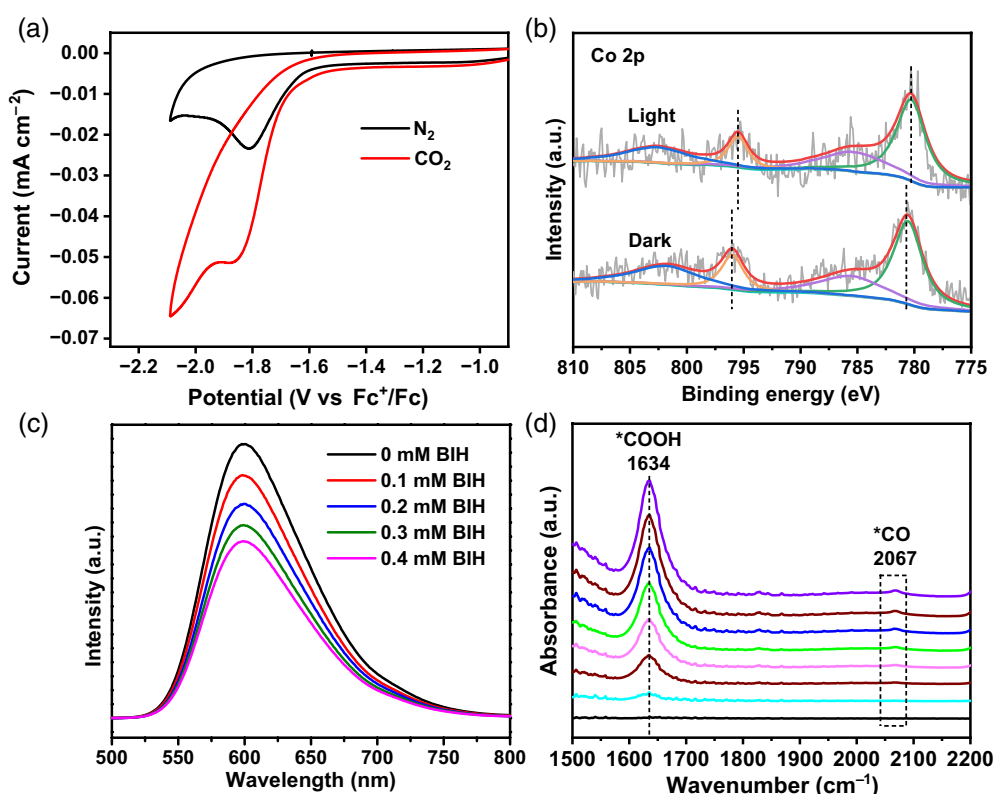 (a)
0.00
−0.01
−0.02
−0.03
−0.04
−0.05
−0.06
−0.07
Current (mA cm⁻²)
N₂
CO₂
−2.2 −2.0 −1.8 −1.6 −1.4 −1.2 −1.0
Potential (V vs Fc⁺/Fc)
(b)
Co 2p
Light
Dark
Intensity (a.u.)
810 805 800 795 790 785 780 775
Binding energy (eV)
(c)
0 mM BIH
0.1 mM BIH
0.2 mM BIH
0.3 mM BIH
0.4 mM BIH
Intensity (a.u.)
500 550 600 650 700 750 800
Wavelength (nm)
(d)
*COOH
1634
*CO
2067
Absorbance (a.u.)
1500 1600 1700 1800 1900 2000 2100 2200
Wavenumber (cm⁻¹)